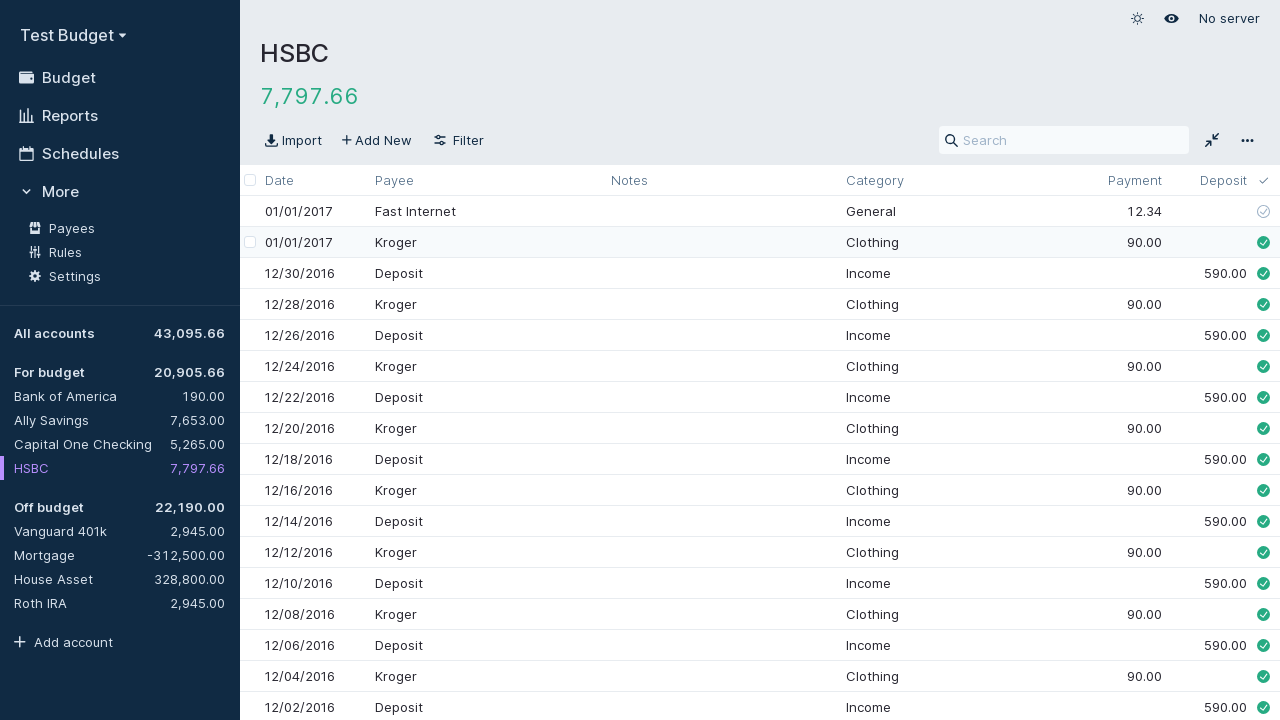 Test Budget
Budget
Reports
Schedules
More
Payees
Rules
Settings
All accounts 43,095.66
For budget 20,905.66
Bank of America 190.00
Ally Savings 7,653.00
Capital One Checking 5,265.00
HSBC 7,797.66
Off budget 22,190.00
Vanguard 401k 2,945.00
Mortgage -312,500.00
House Asset 328,800.00
Roth IRA 2,945.00
Add account
No server
HSBC
7,797.66
Import Add New Filter Search
Date Payee Notes Category Payment Deposit
01/01/2017 Fast Internet General 12.34
01/01/2017 Kroger Clothing 90.00
12/30/2016 Deposit Income 590.00
12/28/2016 Kroger Clothing 90.00
12/26/2016 Deposit Income 590.00
12/24/2016 Kroger Clothing 90.00
12/22/2016 Deposit Income 590.00
12/20/2016 Kroger Clothing 90.00
12/18/2016 Deposit Income 590.00
12/16/2016 Kroger Clothing 90.00
12/14/2016 Deposit Income 590.00
12/12/2016 Kroger Clothing 90.00
12/10/2016 Deposit Income 590.00
12/08/2016 Kroger Clothing 90.00
12/06/2016 Deposit Income 590.00
12/04/2016 Kroger Clothing 90.00
12/02/2016 Deposit Income 590.00